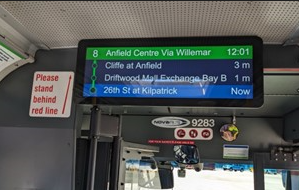 8 Anfield Centre Via Willemar 12:01
Cliffe at Anfield 3 m
Driftwood Mall Exchange Bay B 1 m
26th St at Kilpatrick Now
Please
stand
behind
red line
NOVABUS 9283